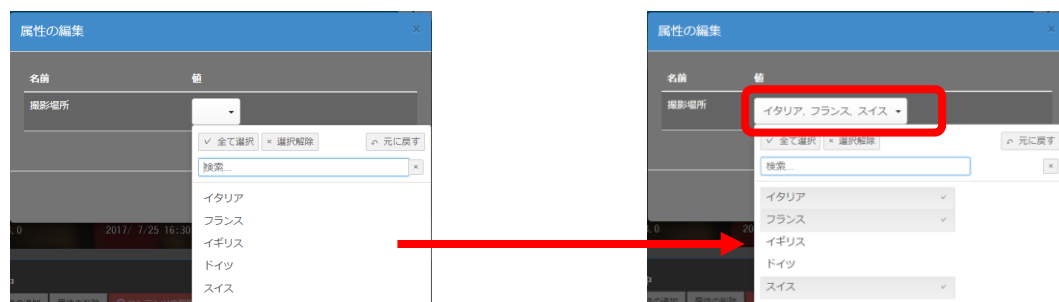 属性の編集 ×
名前 値
撮影場所
✓ 全て選択 × 選択解除 元に戻す
検索... ×
イタリア
フランス
イギリス
ドイツ
スイス
2017/ 7/25 16:30
属性の編集 ×
名前 値
撮影場所 イタリア, フランス, スイス
✓ 全て選択 × 選択解除 元に戻す
検索... ×
イタリア ✓
フランス ✓
イギリス
ドイツ
スイス ✓